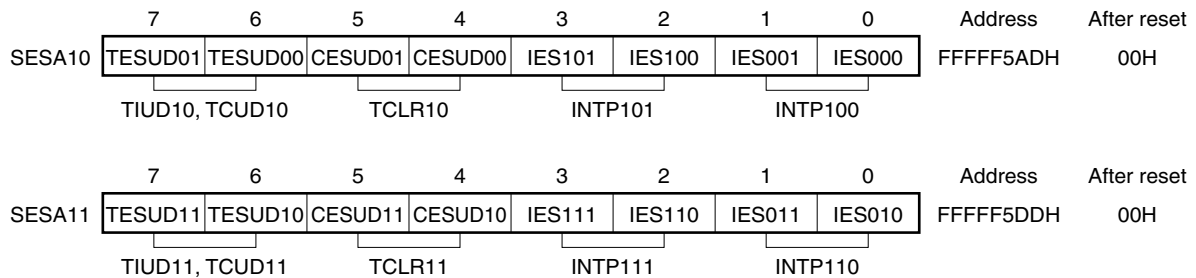 7 6 5 4 3 2 1 0 Address After reset
SESA10 TESUD01 TESUD00 CESUD01 CESUD00 IES101 IES100 IES001 IES000 FFFFF5ADH 00H
TIUD10, TCUD10 TCLR10 INTP101 INTP100
7 6 5 4 3 2 1 0 Address After reset
SESA11 TESUD11 TESUD10 CESUD11 CESUD10 IES111 IES110 IES011 IES010 FFFFF5DDH 00H
TIUD11, TCUD11 TCLR11 INTP111 INTP110